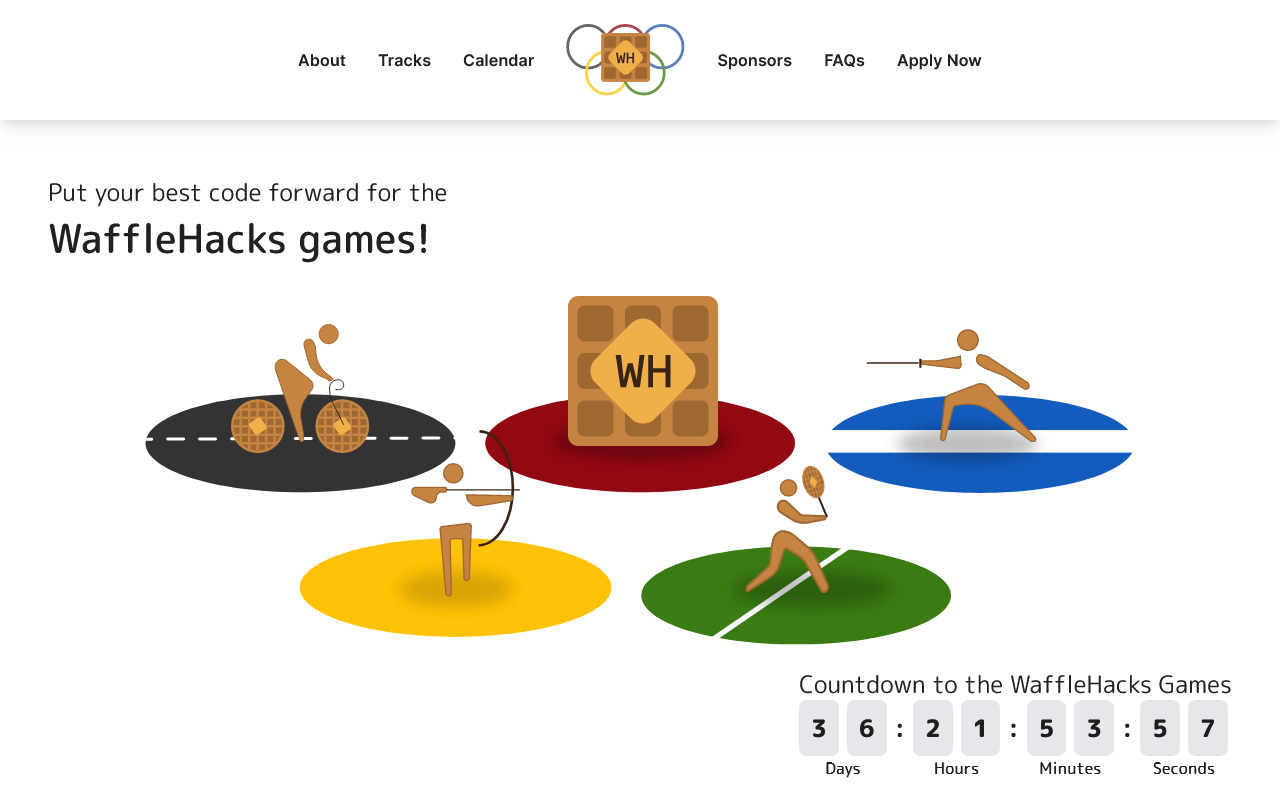 About Tracks Calendar WH Sponsors FAQs Apply Now
Put your best code forward for the
WaffleHacks games!
WH
Countdown to the WaffleHacks Games
3 6 : 2 1 : 5 3 : 5 7
Days Hours Minutes Seconds